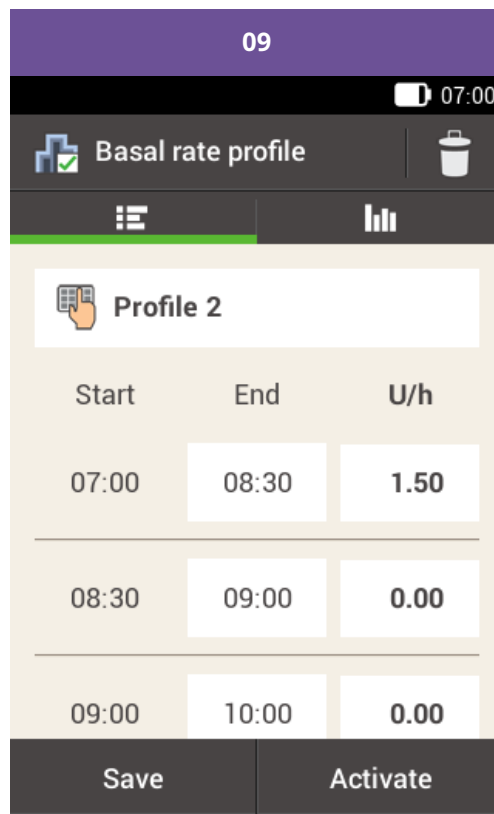 09
07:00
Basal rate profile
Profile 2
Start End U/h
07:00 08:30 1.50
08:30 09:00 0.00
09:00 10:00 0.00
Save Activate